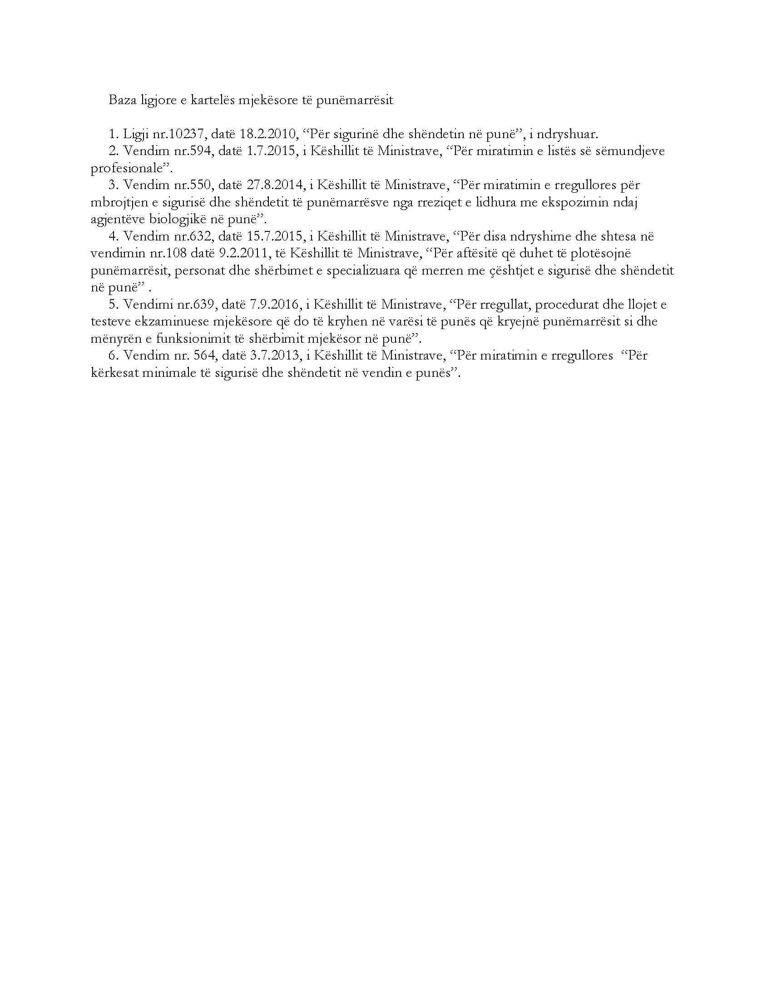 Baza ligjore e kartelës mjekësore të punëmarrësit
1. Ligji nr.10237, datë 18.2.2010, “Për sigurinë dhe shëndetin në punë”, i ndryshuar.
2. Vendim nr.594, datë 1.7.2015, i Këshillit të Ministrave, “Për miratimin e listës së sëmundjeve
profesionale”.
3. Vendim nr.550, datë 27.8.2014, i Këshillit të Ministrave, “Për miratimin e rregullores për
mbrojtjen e sigurisë dhe shëndetit të punëmarrësve nga rreziqet e lidhura me ekspozimin ndaj
agjentëve biologjikë në punë”.
4. Vendim nr.632, datë 15.7.2015, i Këshillit të Ministrave, “Për disa ndryshime dhe shtesa në
vendimin nr.108 datë 9.2.2011, të Këshillit të Ministrave, “Për aftësitë që duhet të plotësojnë
punëmarrësit, personat dhe shërbimet e specializuara që merren me çështjet e sigurisë dhe shëndetit
në punë” .
5. Vendimi nr.639, datë 7.9.2016, i Këshillit të Ministrave, “Për rregullat, procedurat dhe llojet e
testeve ekzaminuese mjekësore që do të kryhen në varësi të punës që kryejnë punëmarrësit si dhe
mënyrën e funksionimit të shërbimit mjekësor në punë”.
6. Vendim nr. 564, datë 3.7.2013, i Këshillit të Ministrave, “Për miratimin e rregullores  “Për
kërkesat minimale të sigurisë dhe shëndetit në vendin e punës”.